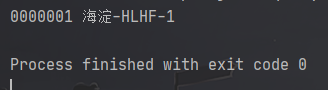 0000001 海淀-HLHF-1
Process finished with exit code 0